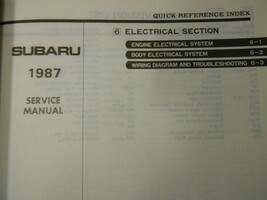 QUICK REFERENCE INDEX
6 ELECTRICAL SECTION
ENGINE ELECTRICAL SYSTEM 6-1
SUBARU
BODY ELECTRICAL SYSTEM 6-2
1987
WIRING DIAGRAM AND TROUBLESHOOTING 6-3
SERVICE
MANUAL